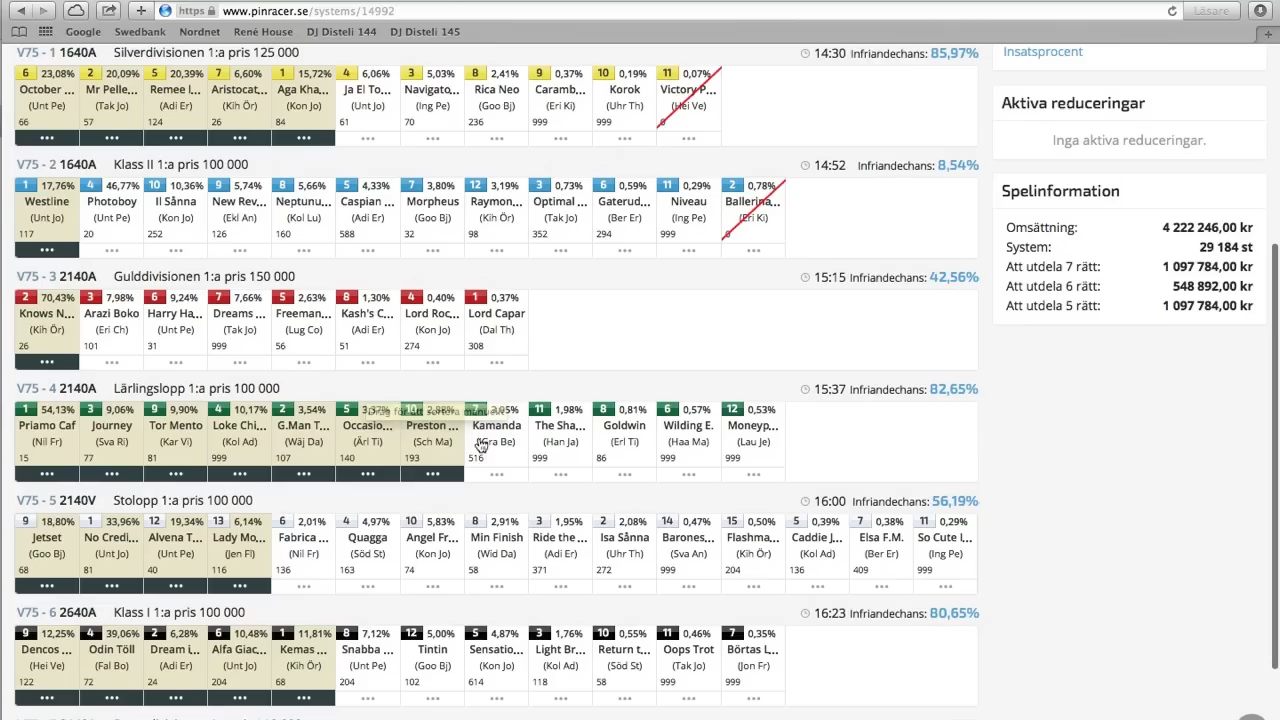 https www.pinracer.se/systems/14992 Läsare
Google Swedbank Nordnet René House DJ Disteli 144 DJ Disteli 145
V75 - 1 1640A Silverdivisionen 1:a pris 125 000 14:30 Infriandechans: 85,97%
6 23,08% 2 20,09% 5 20,39% 7 6,60% 1 15,72% 4 6,06% 3 5,03% 8 2,41% 9 0,37% 10 0,19% 11 0,07%
October ... Mr Pelle... Remee I... Aristocat... Aga Kha... Ja El To... Navigato... Rica Neo Caramb... Korok Victory P...
(Unt Pe) (Tak Jo) (Adi Er) (Kih Ör) (Kon Jo) (Unt Jo) (Ing Pe) (Goo Bj) (Eri Ki) (Uhr Th) (Hei Ve)
66 57 124 26 84 61 70 236 999 999 0
V75 - 2 1640A Klass II 1:a pris 100 000 14:52 Infriandechans: 8,54%
1 17,76% 4 46,77% 10 10,36% 9 5,74% 8 5,66% 5 4,33% 7 3,80% 12 3,19% 3 0,73% 6 0,59% 11 0,29% 2 0,78%
Westline Photoboy Il Sånna New Rev... Neptunu... Caspian ... Morpheus Raymon... Optimal ... Gaterud... Niveau Ballerina...
(Unt Jo) (Unt Pe) (Kon Jo) (Ekl An) (Kol Lu) (Adi Er) (Goo Bj) (Kih Ör) (Tak Jo) (Ber Er) (Ing Pe) (Eri Ki)
117 20 252 126 160 588 32 98 352 294 999 0
V75 - 3 2140A Gulddivisionen 1:a pris 150 000 15:15 Infriandechans: 42,56%
2 70,43% 3 7,98% 6 9,24% 7 7,66% 5 2,63% 8 1,30% 4 0,40% 1 0,37%
Knows N... Arazi Boko Harry Ha... Dreams ... Freeman... Kash's C... Lord Roc... Lord Capar
(Kih Ör) (Eri Ch) (Unt Pe) (Tak Jo) (Lug Co) (Adi Er) (Kon Jo) (Dal Th)
26 101 31 999 56 51 274 308
V75 - 4 2140A Lärlingslopp 1:a pris 100 000 15:37 Infriandechans: 82,65%
1 54,13% 3 9,06% 9 9,90% 4 10,17% 2 3,54% 5 10 11 1,98% 8 0,81% 6 0,57% 12 0,53%
Priamo Caf Journey Tor Mento Loke Chi... G.Man T... Occasio... Preston ... Kamanda The Sha... Goldwin Wilding E. Moneyp...
(Nil Fr) (Sva Ri) (Kar Vi) (Kol Ad) (Wäj Da) (Ärl Ti) (Sch Ma) (Han Ja) (Erl Ti) (Haa Ma) (Lau Je)
15 77 81 999 107 140 193 516 999 86 999 999
V75 - 5 2140V Stolopp 1:a pris 100 000 16:00 Infriandechans: 56,19%
9 18,80% 1 33,96% 12 19,34% 13 6,14% 6 2,01% 4 4,97% 10 5,83% 8 2,91% 3 1,95% 2 2,08% 14 0,47% 15 0,50% 5 0,39% 7 0,38% 11 0,29%
Jetset No Credi... Alvena T... Lady Mo... Fabrica ... Quagga Angel Fr... Min Finish Ride the... Isa Sånna Barones... Flashma... Caddie J... Elsa F.M. So Cute I...
(Goo Bj) (Unt Jo) (Unt Pe) (Jen Fl) (Nil Fr) (Söd St) (Kon Jo) (Wid Da) (Adi Er) (Uhr Th) (Sva An) (Kih Ör) (Kol Ad) (Ber Er) (Ing Pe)
68 81 40 116 136 163 74 58 371 272 999 204 136 409 999
V75 - 6 2640A Klass I 1:a pris 100 000 16:23 Infriandechans: 80,65%
9 12,25% 4 39,06% 2 6,28% 6 10,48% 1 11,81% 8 7,12% 12 5,00% 5 4,87% 3 1,76% 10 0,55% 11 0,46% 7 0,35%
Dencos ... Odin Töll Dream i... Alfa Giac... Kemas ... Snabba ... Tintin Sensatio... Light Br... Return t... Oops Trot Börtas L...
(Hei Ve) (Fal Bo) (Adi Er) (Unt Jo) (Kih Ör) (Unt Pe) (Goo Bj) (Kon Jo) (Kol Ad) (Söd St) (Tak Jo) (Jon Fr)
122 72 24 204 68 204 102 614 118 58 999 999
Insatsprocent
Aktiva reduceringar
Inga aktiva reduceringar.
Spelinformation
Omsättning: 4 222 246,00 kr
System: 29 184 st
Att utdela 7 rätt: 1 097 784,00 kr
Att utdela 6 rätt: 548 892,00 kr
Att utdela 5 rätt: 1 097 784,00 kr